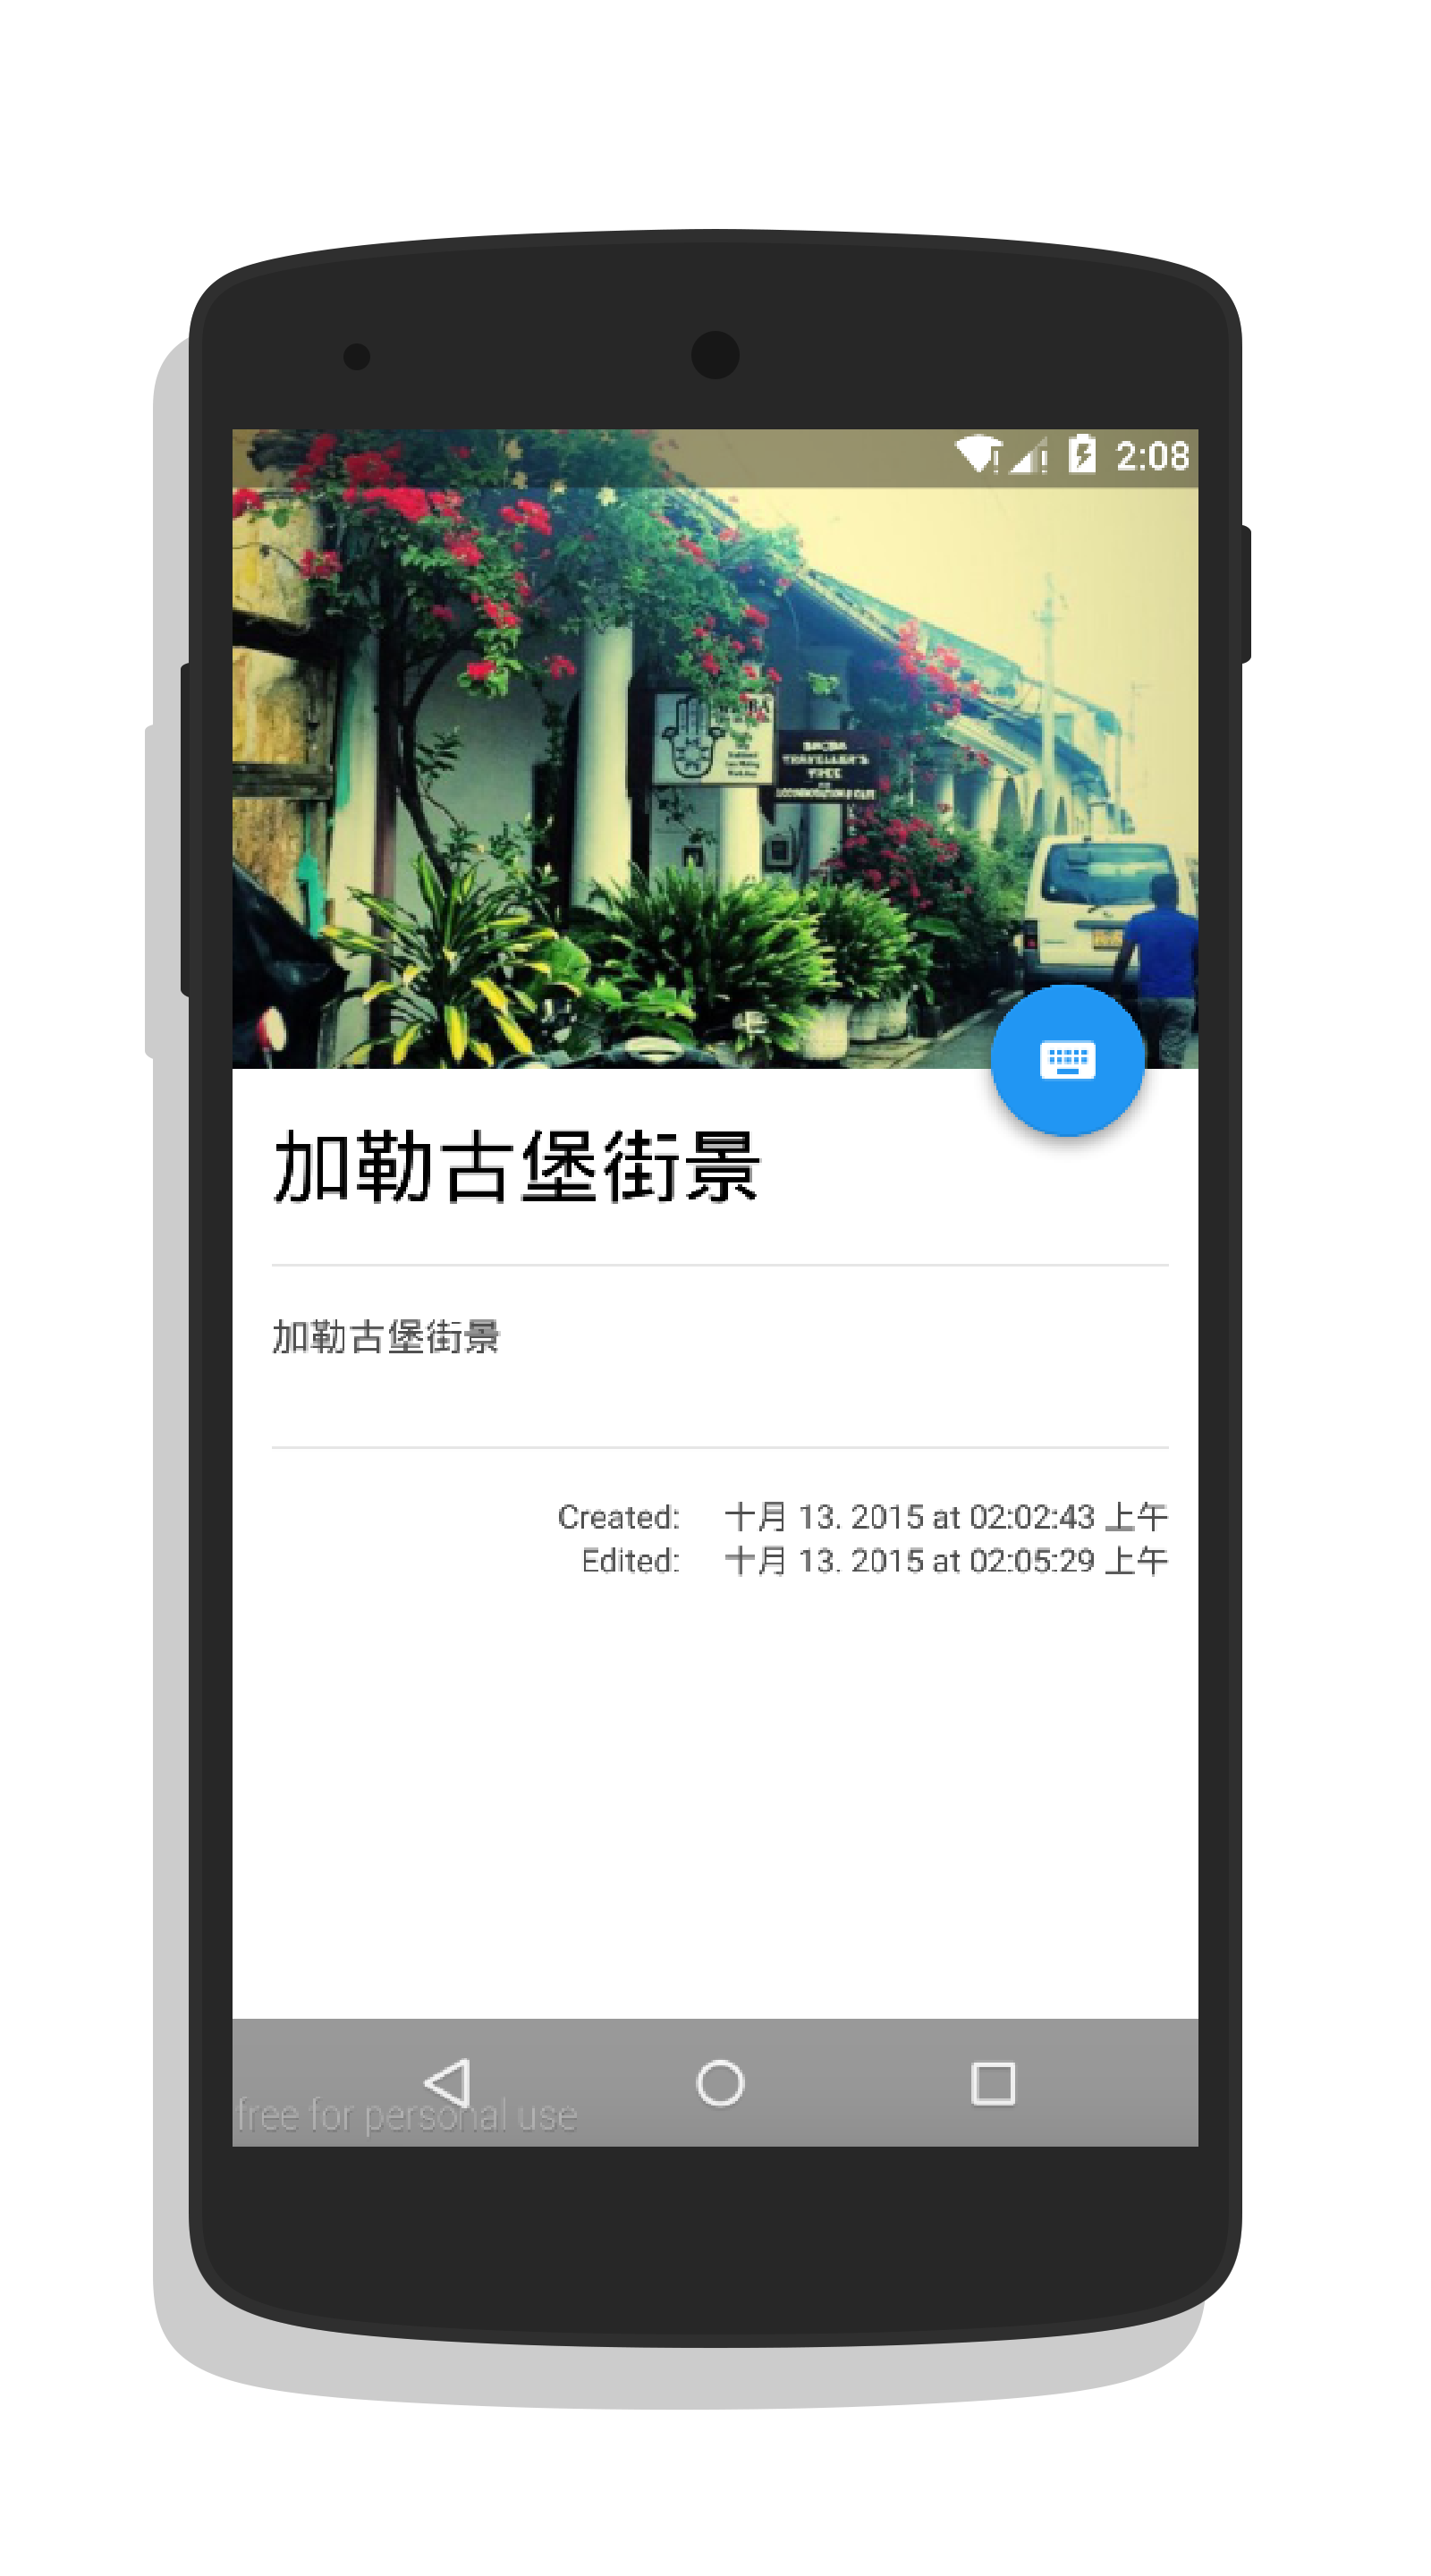 2:08
TRAVELLER'S
TREE
加勒古堡街景
加勒古堡街景
Created: 十月 13. 2015 at 02:02:43 上午
Edited: 十月 13. 2015 at 02:05:29 上午
free for personal use